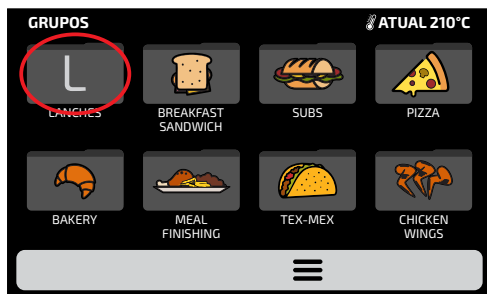 GRUPOS
ATUAL 210°C
L
LANCHES
BREAKFAST
SANDWICH
SUBS
PIZZA
BAKERY
MEAL
FINISHING
TEX-MEX
CHICKEN
WINGS